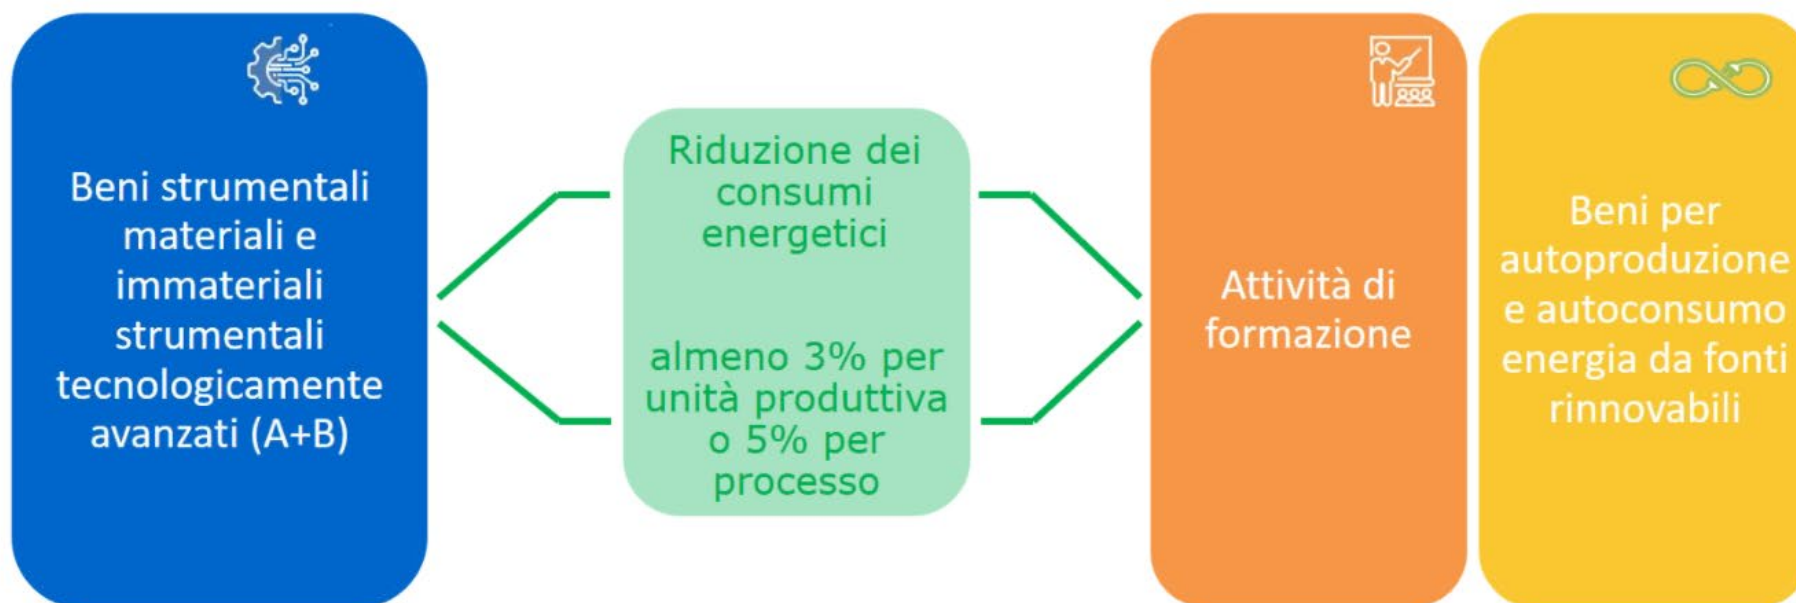 Beni strumentali
materiali e
immateriali
strumentali
tecnologicamente
avanzati (A+B)
Riduzione dei
consumi
energetici
almeno 3% per
unità produttiva
o 5% per
processo
Attività di
formazione
Beni per
autoproduzione
e autoconsumo
energia da fonti
rinnovabili